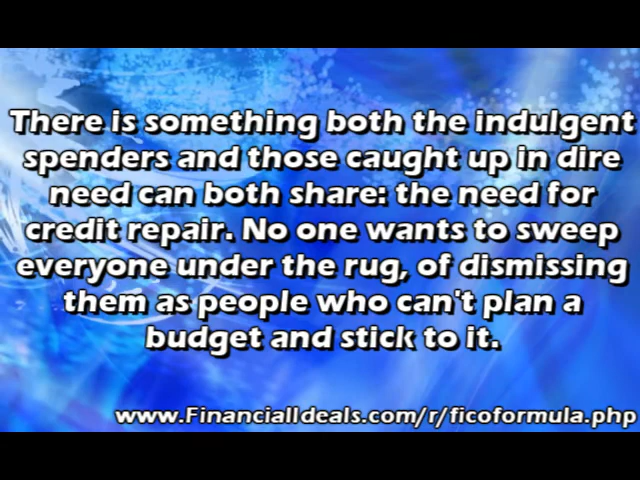 There is something both the indulgent
spenders and those caught up in dire
need can both share: the need for
credit repair. No one wants to sweep
everyone under the rug, of dismissing
them as people who can't plan a
budget and stick to it.
www.FinancialIdeals.com/r/ficoformula.php